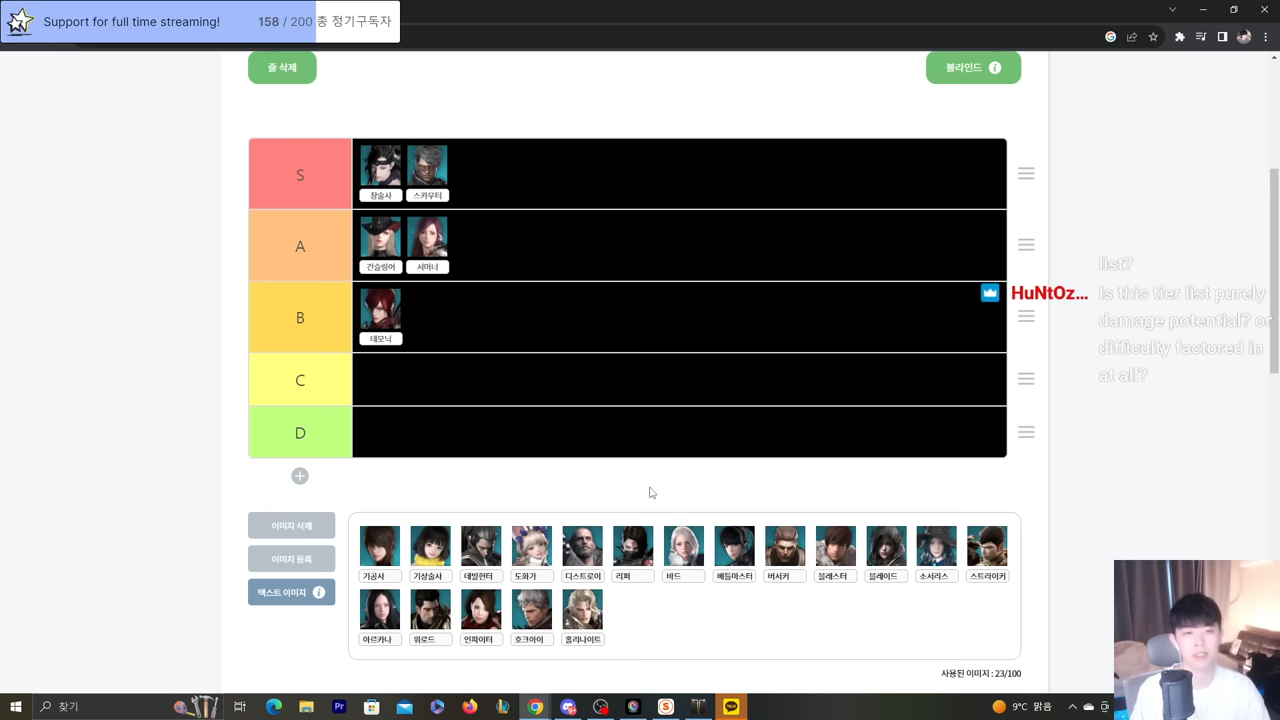 Support for full time streaming! 158 / 200 총 정기구독자
줄 삭제
블라인드
S
창술사 스카우터
A
건슬링어 서머너
B
데모닉
C
D
list?
HuNtOz... Is this tier list purely
damage potential? or
difficulty factored in
at all?
이미지 삭제
이미지 등록
텍스트 이미지
기공사 기상술사 데빌헌터 도화가 디스트로이 리퍼 바드 배틀마스터 버서커 블래스터 블레이드 소서리스 스트라이커
아르카나 워로드 인파이터 호크아이 홀리나이트
사용된 이미지 : 23/100
찾기
9°C 맑음